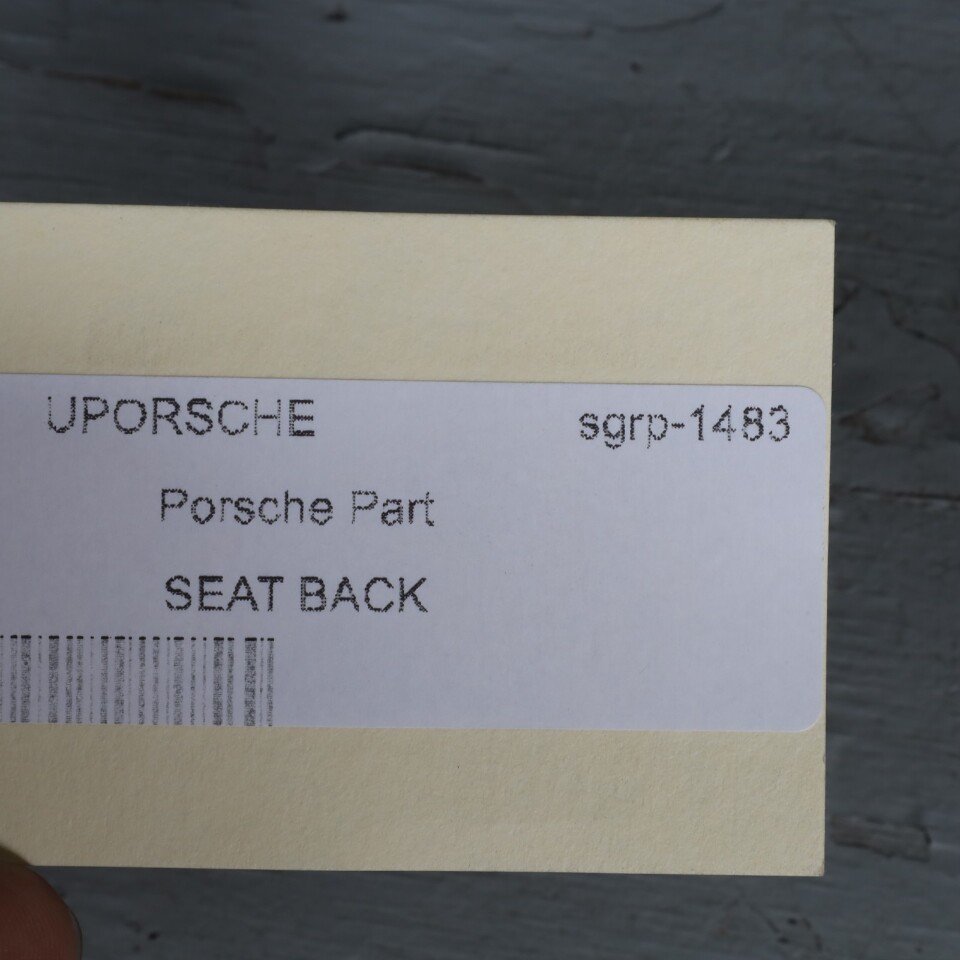 UPORSCHE sgrp-1483
Porsche Part
SEAT BACK